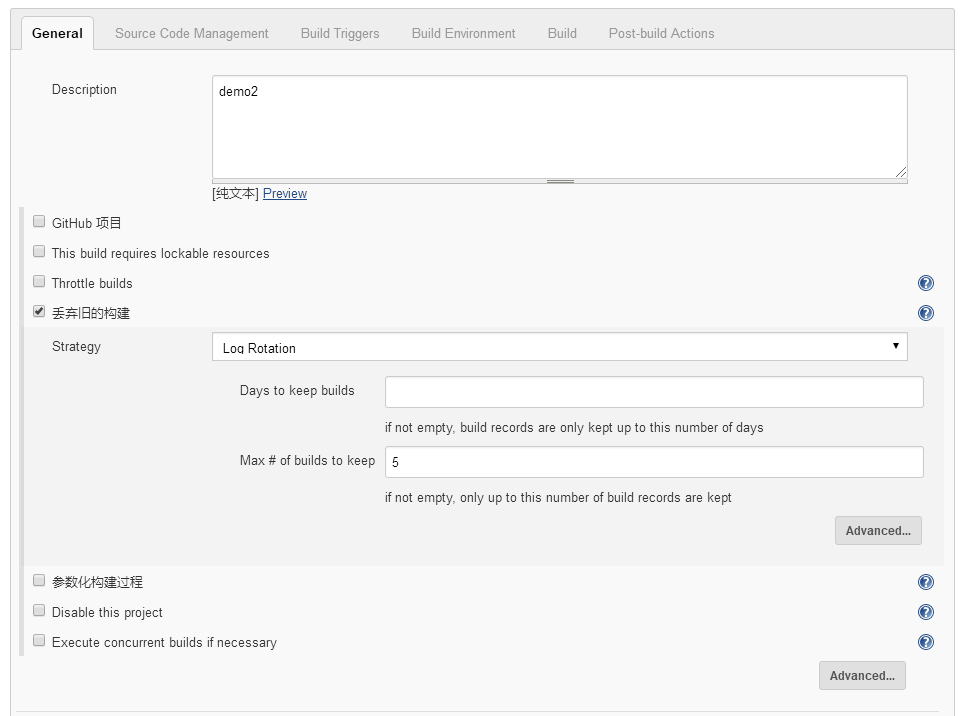 General Source Code Management Build Triggers Build Environment Build Post-build Actions
Description demo2
[纯文本] Preview
GitHub 项目
This build requires lockable resources
Throttle builds ?
丢弃旧的构建 ?
Strategy Log Rotation
Days to keep builds
if not empty, build records are only kept up to this number of days
Max # of builds to keep 5
if not empty, only up to this number of build records are kept
Advanced...
参数化构建过程 ?
Disable this project ?
Execute concurrent builds if necessary ?
Advanced...